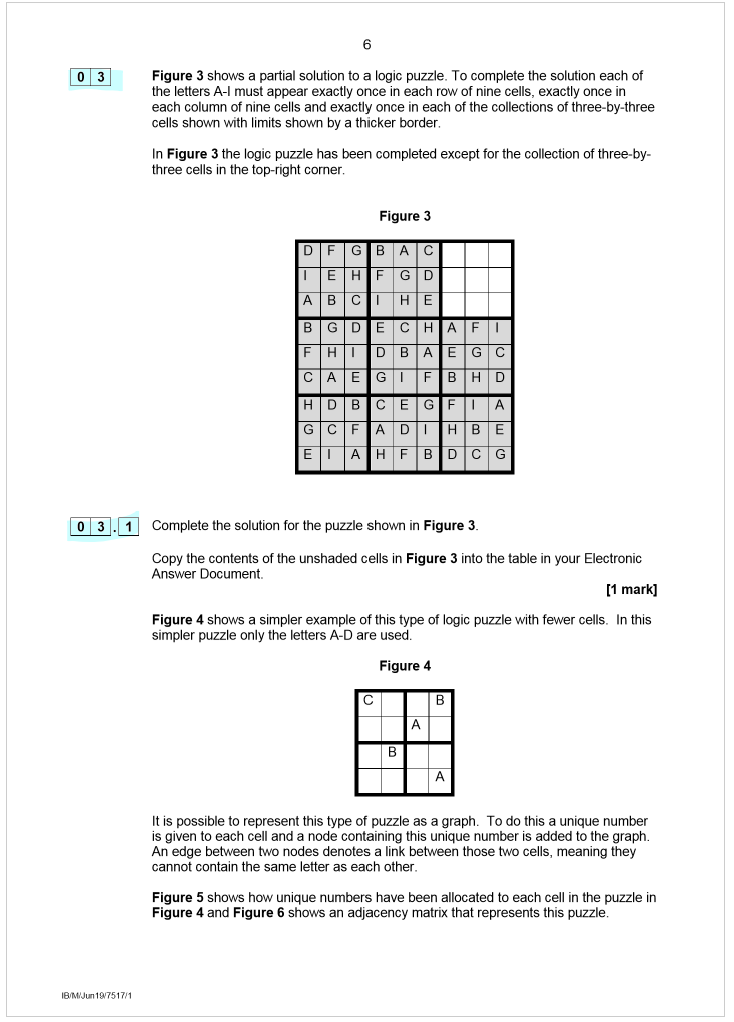 6
0 3
Figure 3 shows a partial solution to a logic puzzle. To complete the solution each of
the letters A-I must appear exactly once in each row of nine cells, exactly once in
each column of nine cells and exactly once in each of the collections of three-by-three
cells shown with limits shown by a thicker border.
In Figure 3 the logic puzzle has been completed except for the collection of three-by-
three cells in the top-right corner.
Figure 3
D F G B A C
I E H F G D
A B C I H E
B G D E C H A F I
F H I D B A E G C
C A E G I F B H D
H D B C E G F I A
G C F A D I H B E
E I A H F B D C G
0 3 . 1 Complete the solution for the puzzle shown in Figure 3.
Copy the contents of the unshaded cells in Figure 3 into the table in your Electronic
Answer Document.
[1 mark]
Figure 4 shows a simpler example of this type of logic puzzle with fewer cells. In this
simpler puzzle only the letters A-D are used.
Figure 4
C B
A
B
A
It is possible to represent this type of puzzle as a graph. To do this a unique number
is given to each cell and a node containing this unique number is added to the graph.
An edge between two nodes denotes a link between those two cells, meaning they
cannot contain the same letter as each other.
Figure 5 shows how unique numbers have been allocated to each cell in the puzzle in
Figure 4 and Figure 6 shows an adjacency matrix that represents this puzzle.
IB/M/Jun19/7517/1